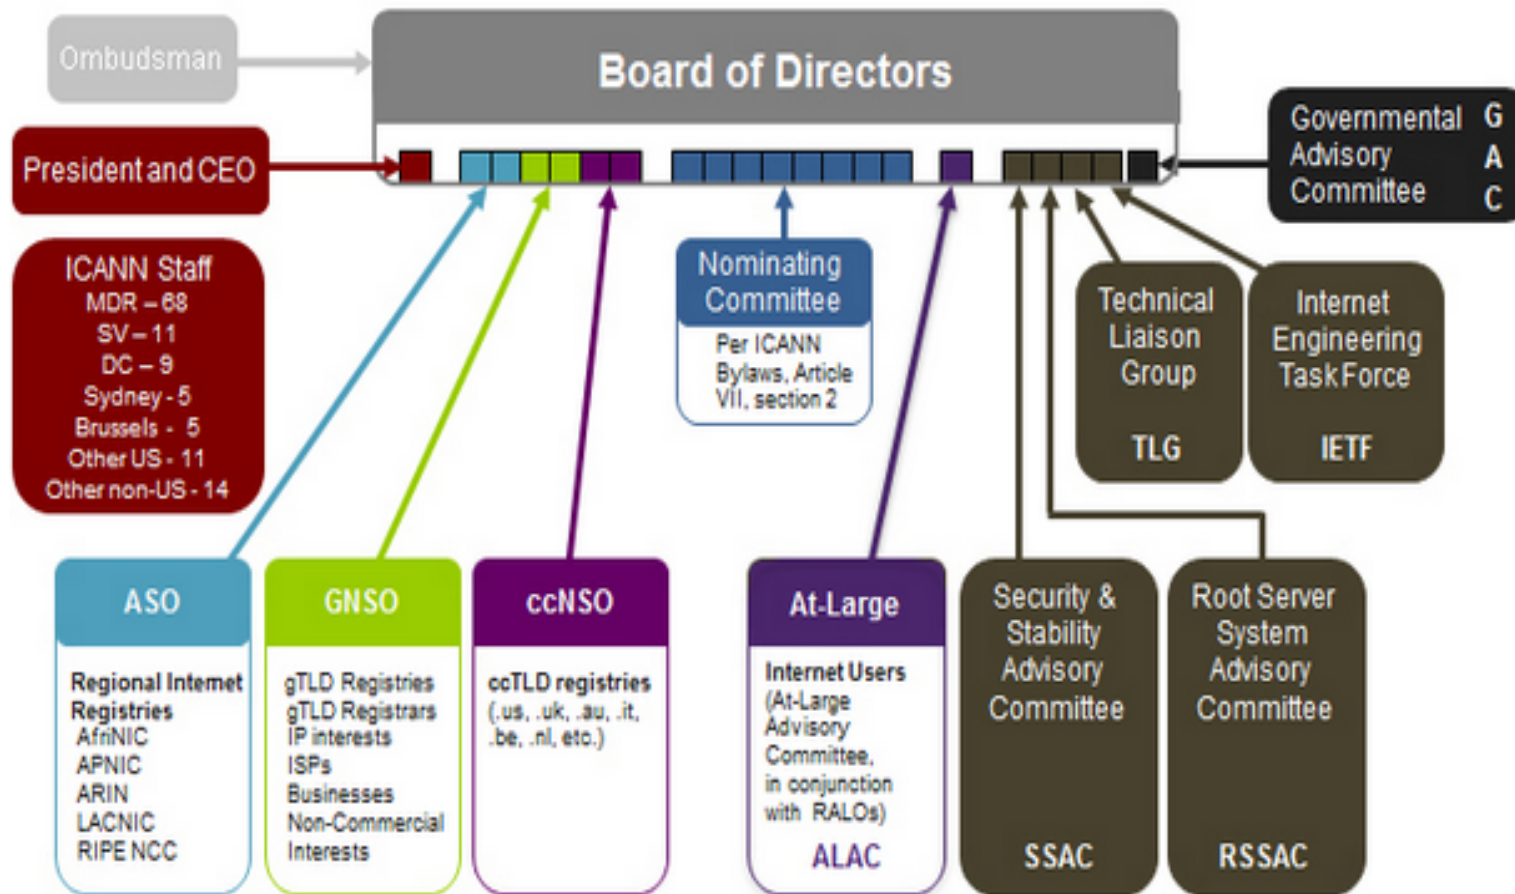 Ombudsman
Board of Directors
President and CEO
Governmental
Advisory
Committee
G
A
C
ICANN Staff
MDR – 68
SV – 11
DC – 9
Sydney - 5
Brussels - 5
Other US - 11
Other non-US - 14
Nominating
Committee
Per ICANN
Bylaws, Article
VII, section 2
Technical
Liaison
Group
TLG
Internet
Engineering
Task Force
IETF
ASO
Regional Internet
Registries
AfriNIC
APNIC
ARIN
LACNIC
RIPE NCC
GNSO
gTLD Registries
gTLD Registrars
IP interests
ISPs
Businesses
Non-Commercial
Interests
ccNSO
ccTLD registries
(.us, .uk, .au, .it,
.be, .nl, etc.)
At-Large
Internet Users
(At-Large
Advisory
Committee,
in conjunction
with RALOs)
ALAC
Security &
Stability
Advisory
Committee
SSAC
Root Server
System
Advisory
Committee
RSSAC